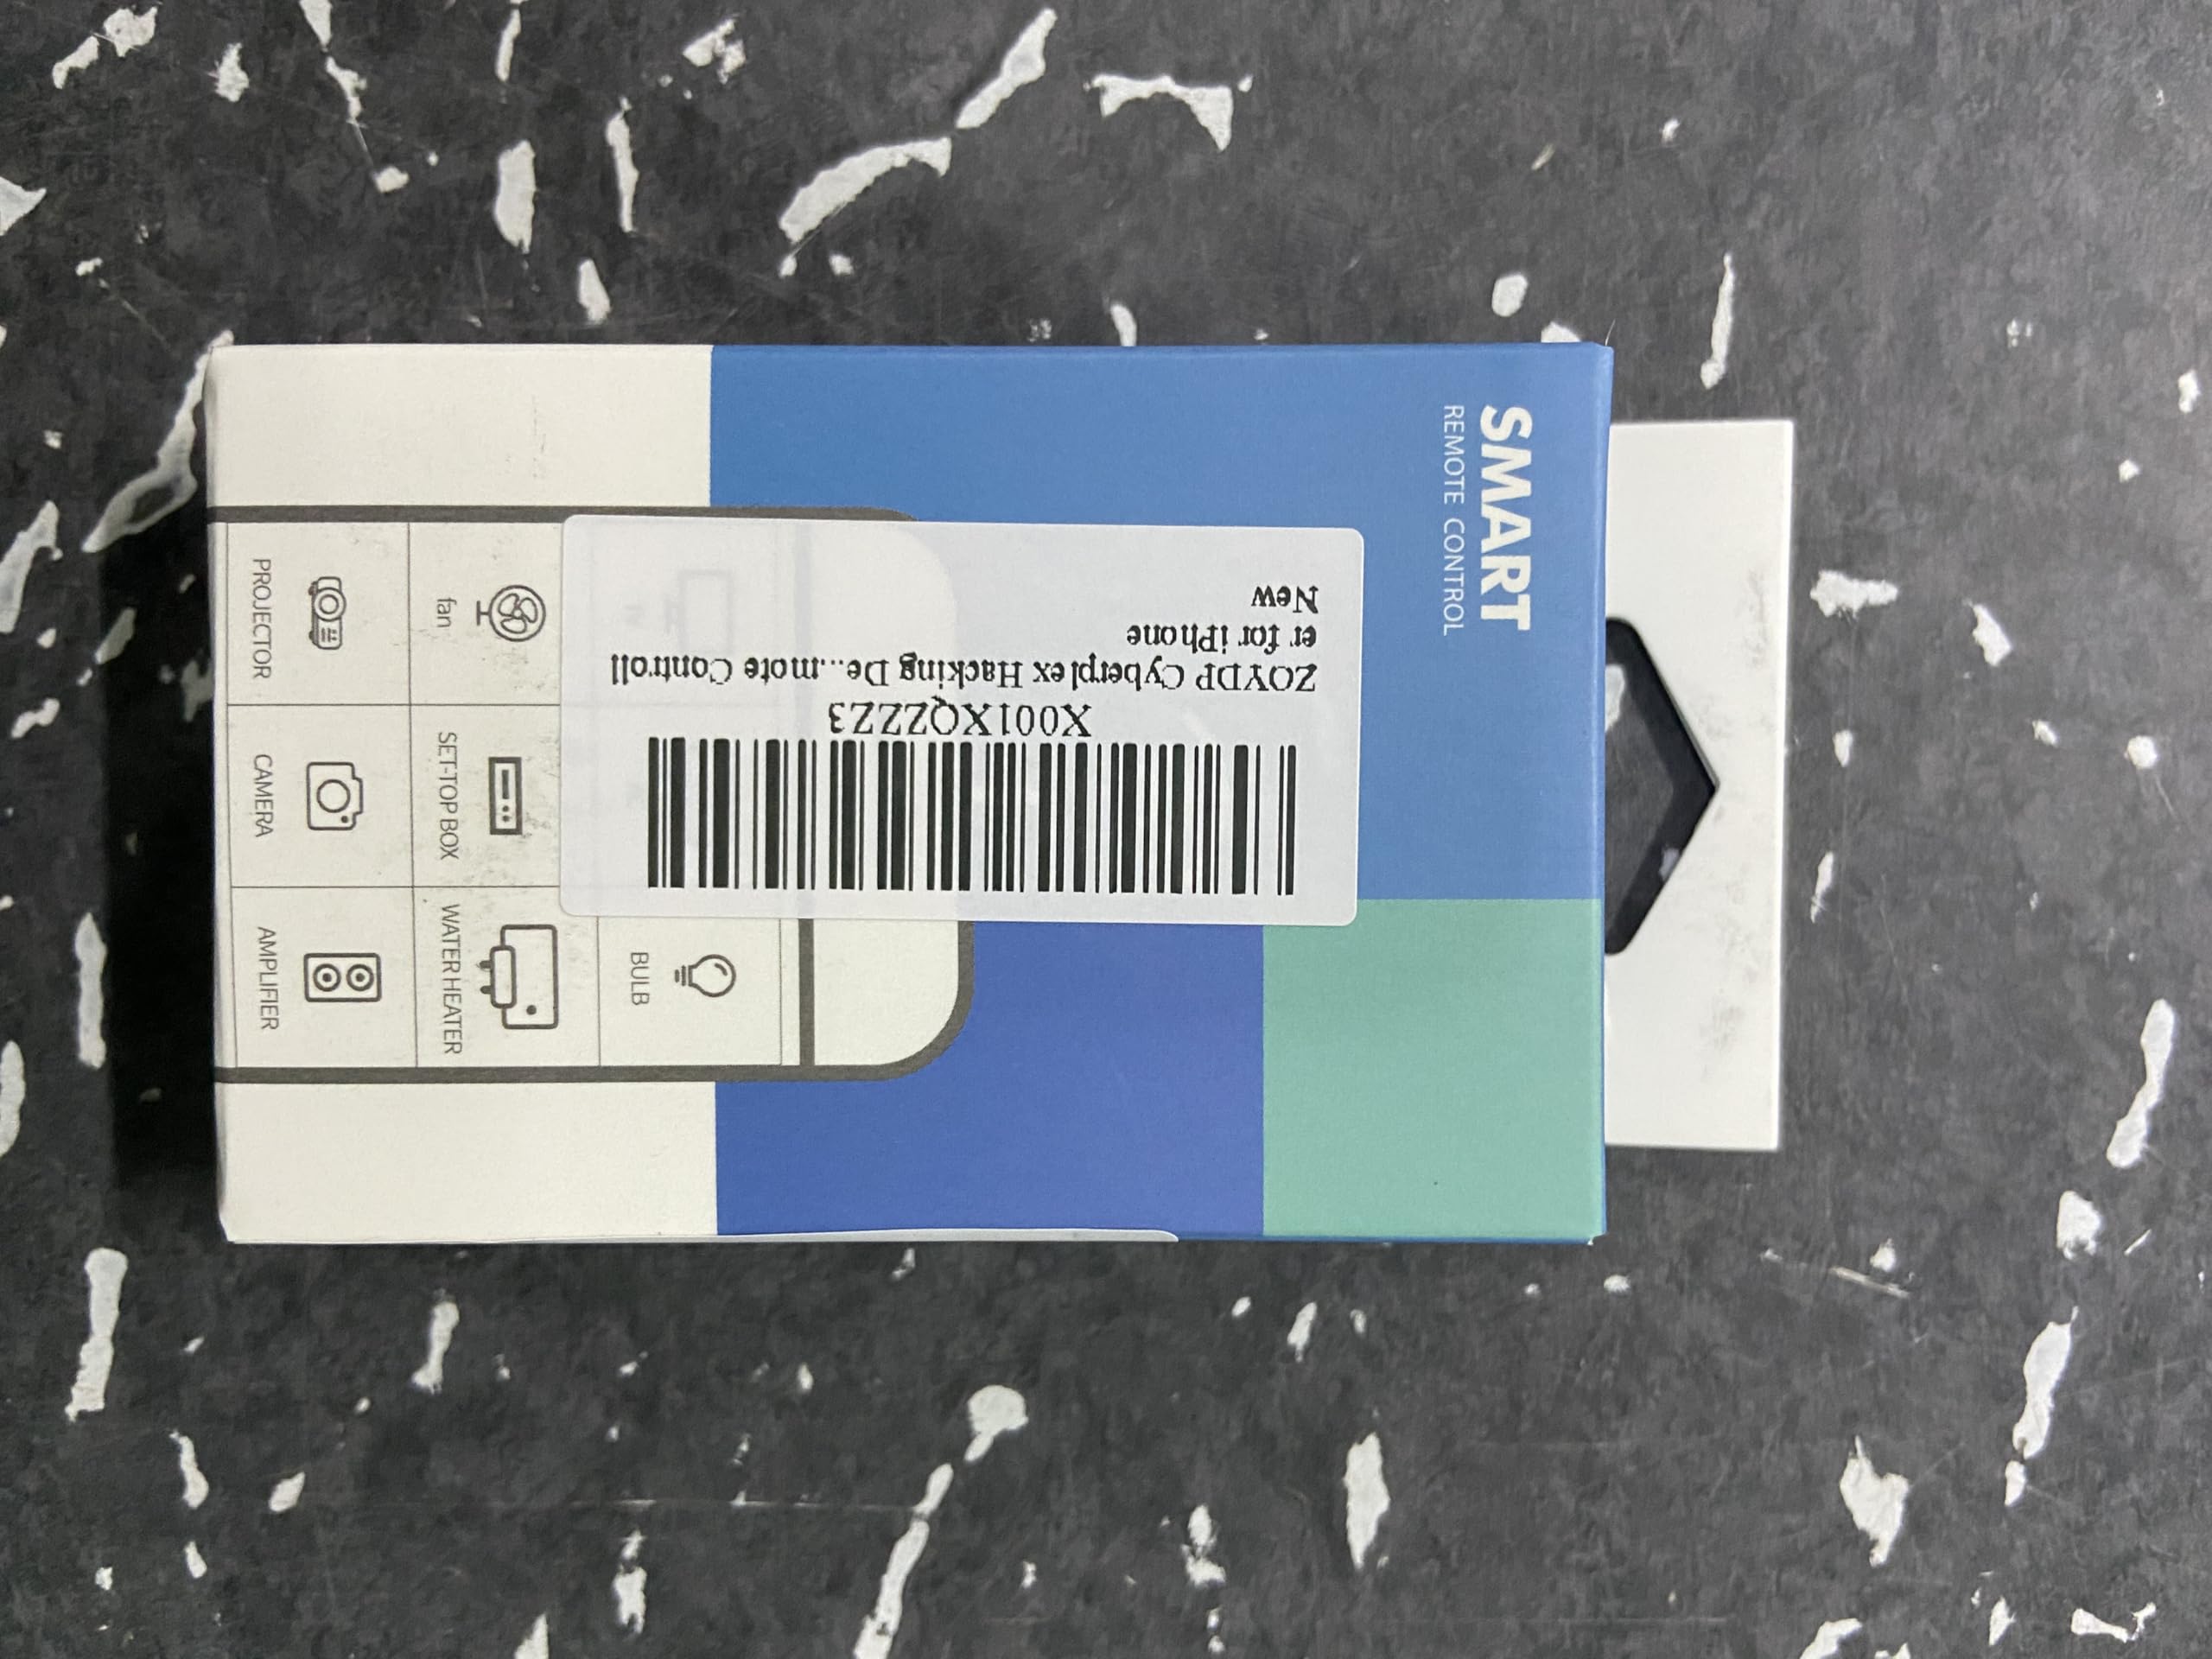 SMART
REMOTE CONTROL
X001XQZZZ3
ZOYDP Cyberplex Hacking De...mote Controll
er for iPhone
New
BULB
fan
SET-TOP BOX
WATER HEATER
PROJECTOR
CAMERA
AMPLIFIER